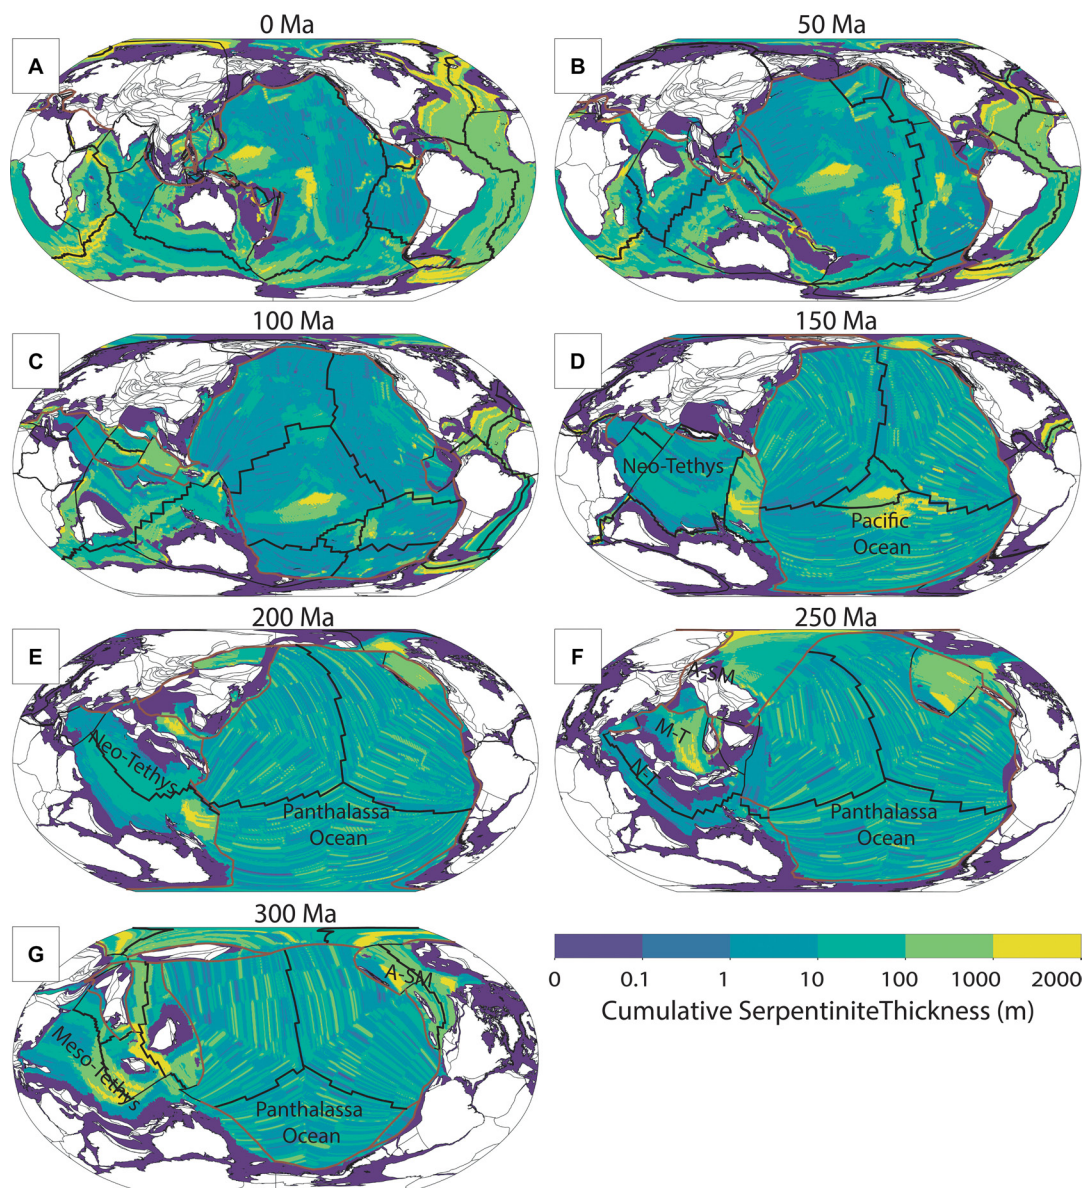 0 Ma
50 Ma
A
B
100 Ma
150 Ma
C
D
Neo-Tethys
Pacific
Ocean
200 Ma
250 Ma
E
F
Neo-Tethys
Panthalassa
Ocean
A-SM
M-T
N-T
Panthalassa
Ocean
300 Ma
G
A-SM
Meso-Tethys
Panthalassa
Ocean
0 0.1 1 10 100 1000 2000
Cumulative SerpentiniteThickness (m)